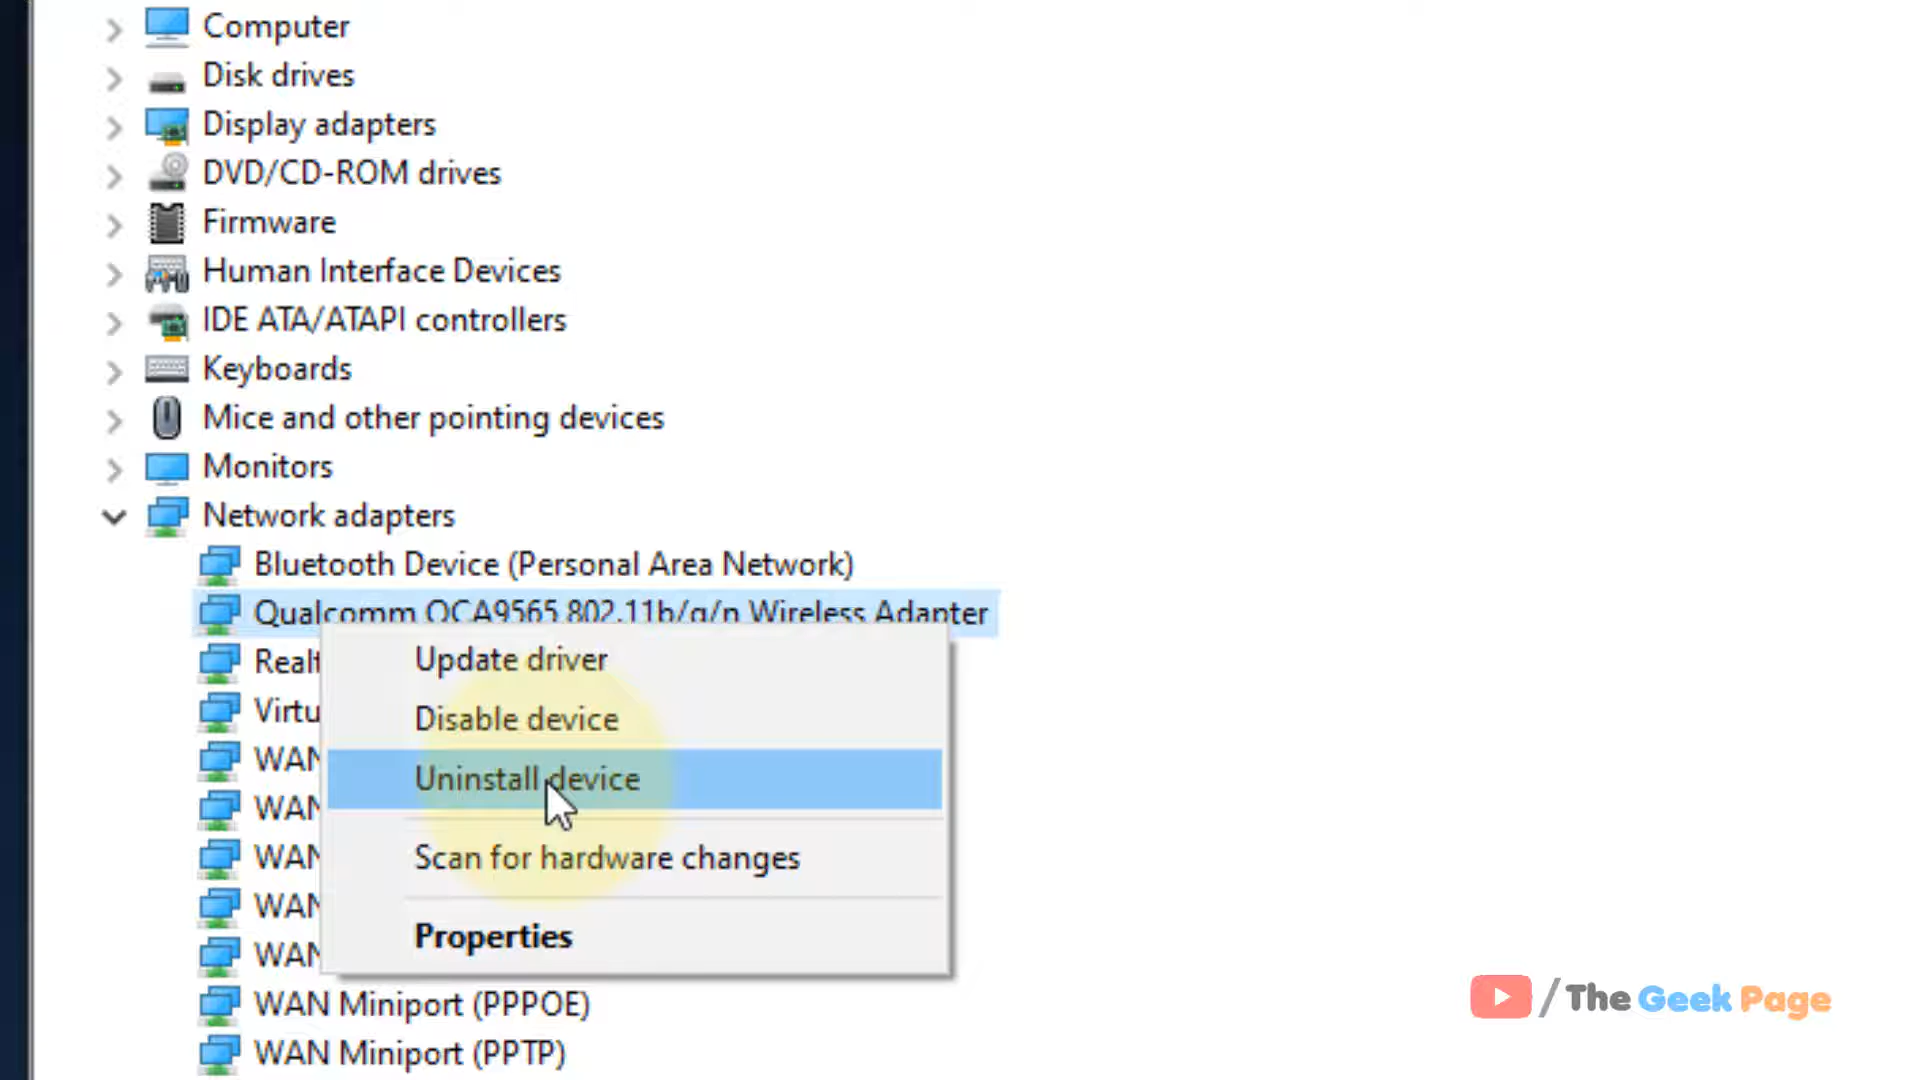 Computer
Disk drives
Display adapters
DVD/CD-ROM drives
Firmware
Human Interface Devices
IDE ATA/ATAPI controllers
Keyboards
Mice and other pointing devices
Monitors
Network adapters
Bluetooth Device (Personal Area Network)
Qualcomm QCA9565 802.11b/g/n Wireless Adapter
Update driver
Disable device
Uninstall device
Scan for hardware changes
Properties
WAN
WAN
WAN
WAN
WAN
WAN Miniport (PPPOE)
WAN Miniport (PPTP)
/The Geek Page